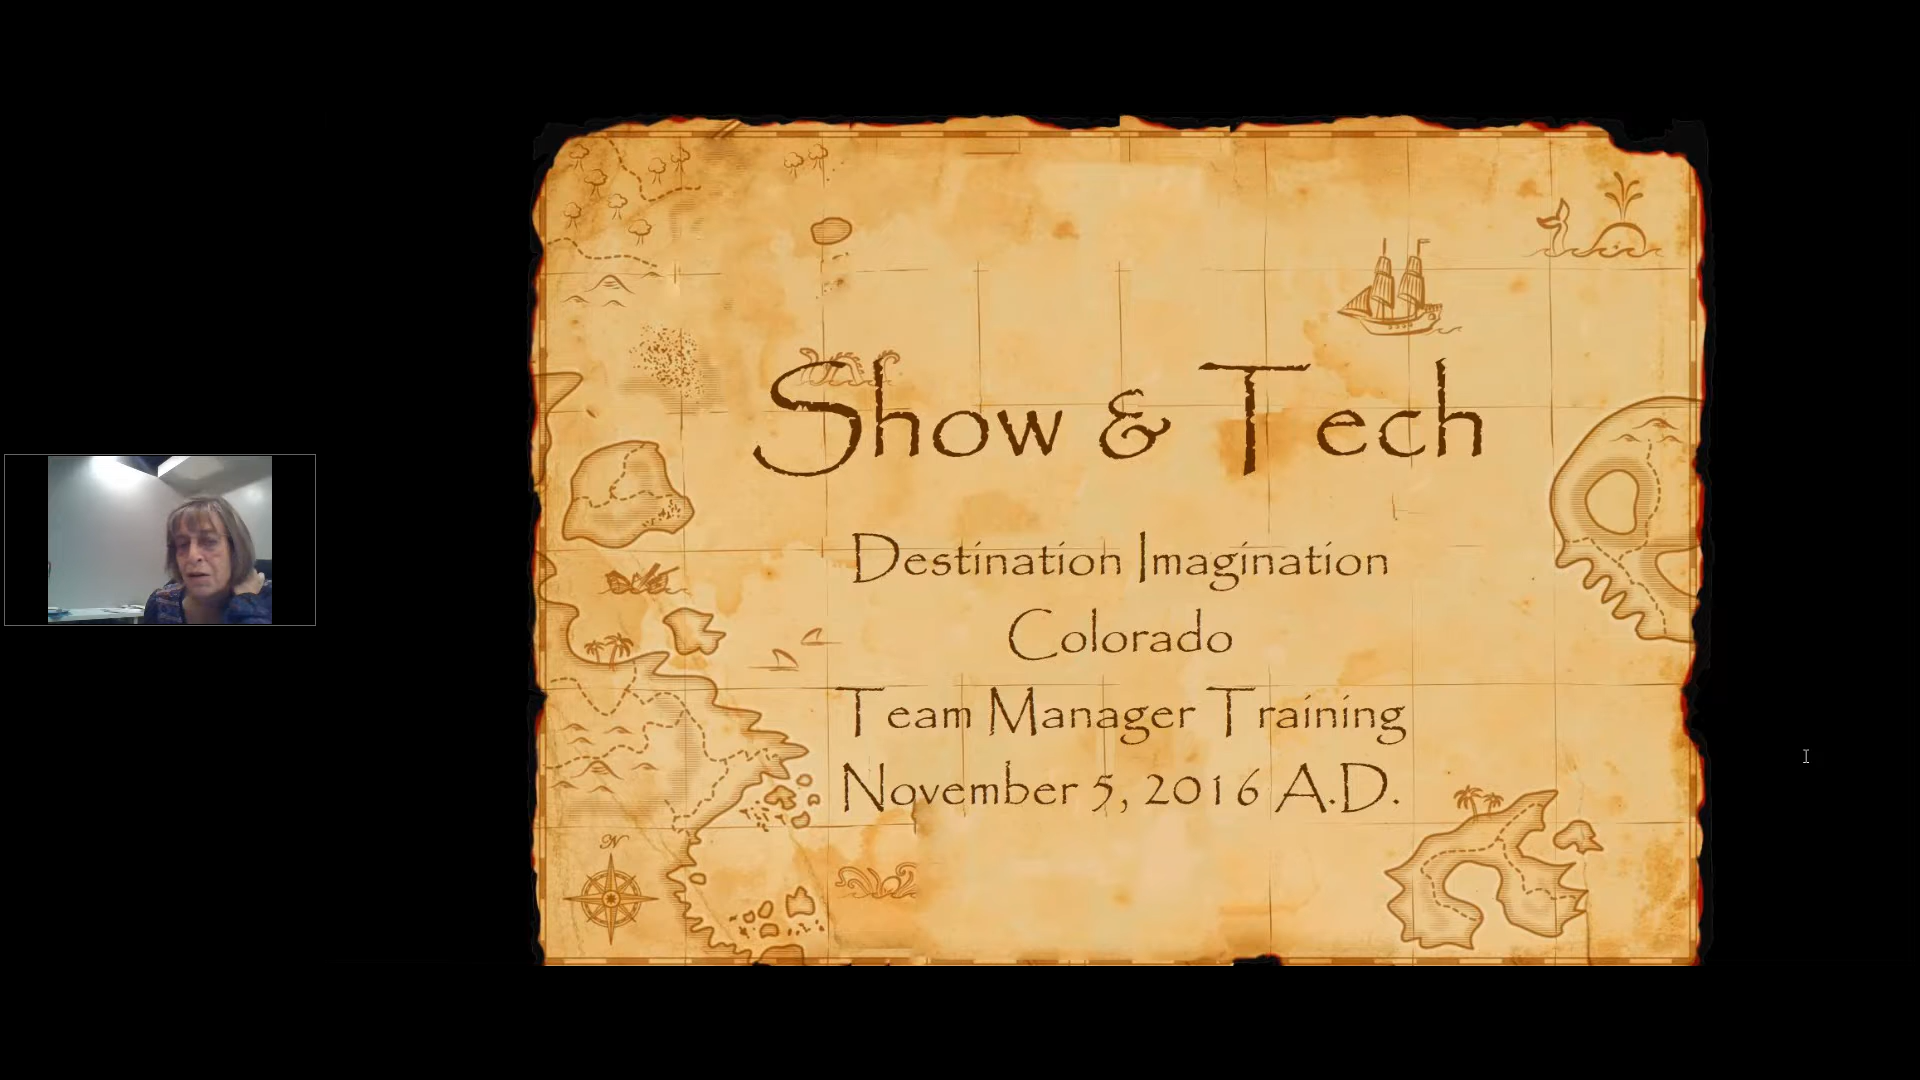 Show & Tech
Destination Imagination
Colorado
Team Manager Training
November 5, 2016 A.D.
N